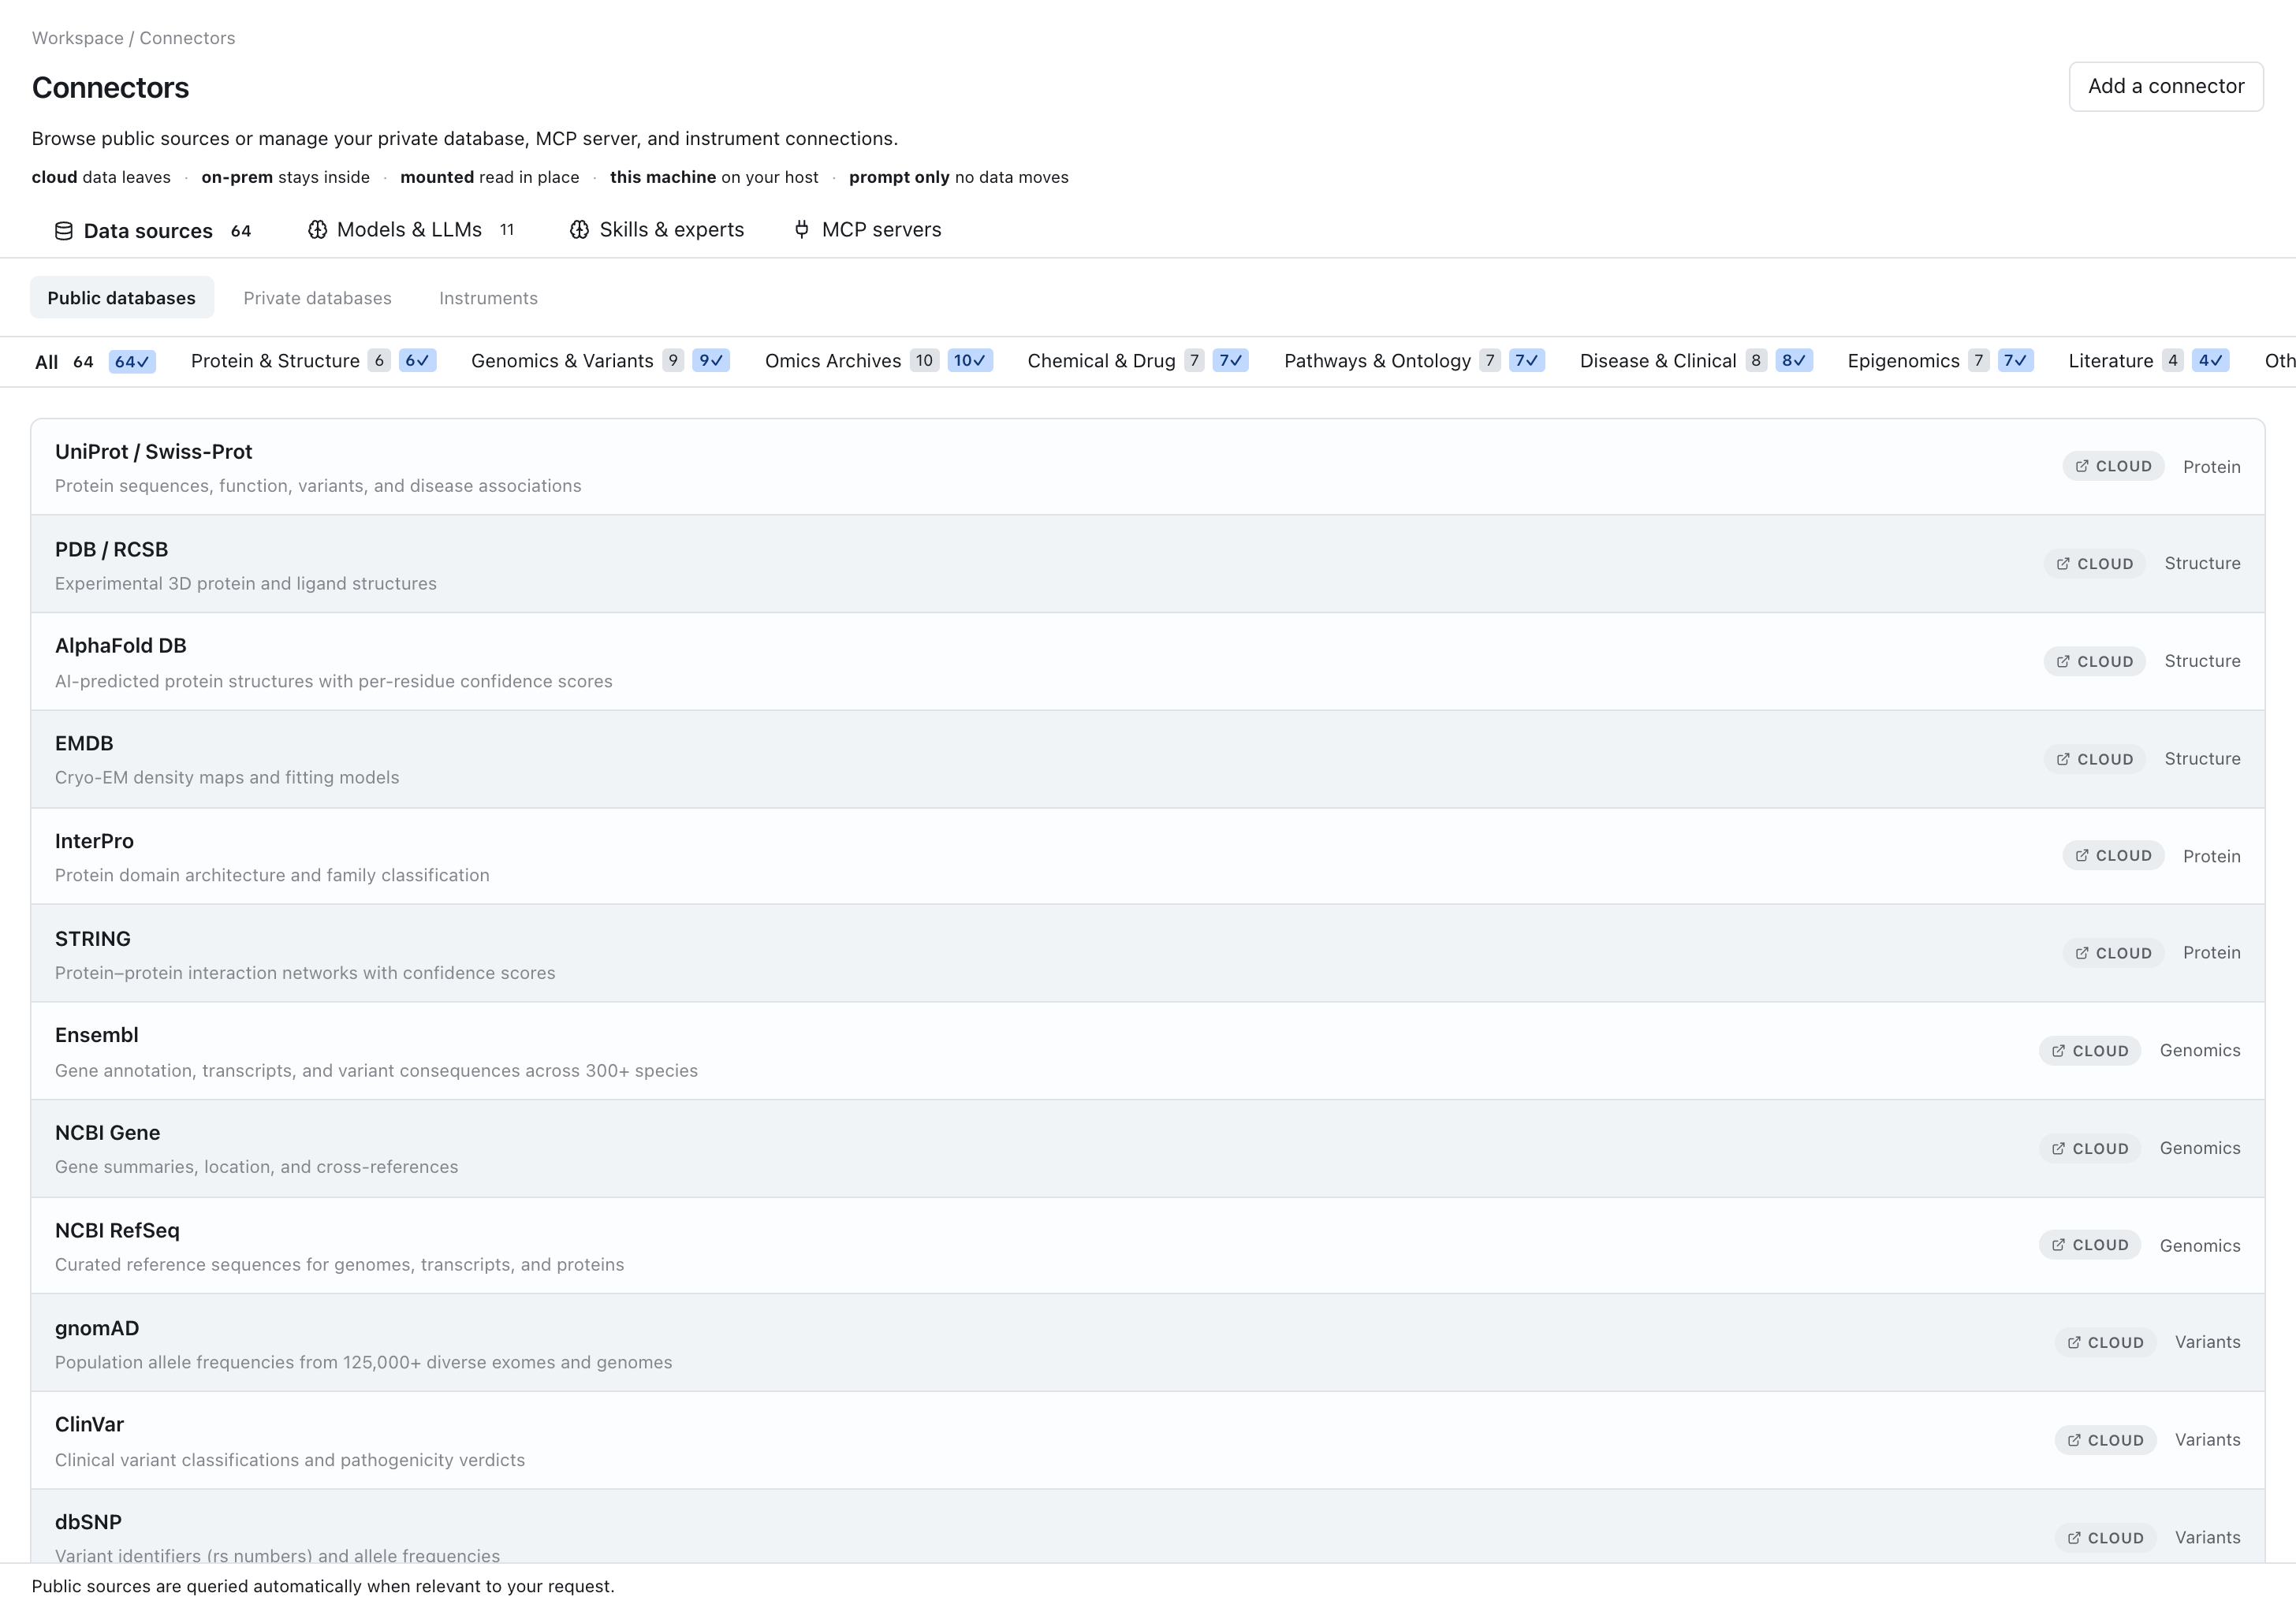 Workspace / Connectors
Connectors
Add a connector
Browse public sources or manage your private database, MCP server, and instrument connections.
cloud data leaves · on-prem stays inside · mounted read in place · this machine on your host · prompt only no data moves
Data sources 64 Models & LLMs 11 Skills & experts MCP servers
Public databases Private databases Instruments
All 64 64✓ Protein & Structure 6 6✓ Genomics & Variants 9 9✓ Omics Archives 10 10✓ Chemical & Drug 7 7✓ Pathways & Ontology 7 7✓ Disease & Clinical 8 8✓ Epigenomics 7 7✓ Literature 4 4✓ Oth
UniProt / Swiss-Prot
Protein sequences, function, variants, and disease associations
CLOUD Protein
PDB / RCSB
Experimental 3D protein and ligand structures
CLOUD Structure
AlphaFold DB
AI-predicted protein structures with per-residue confidence scores
CLOUD Structure
EMDB
Cryo-EM density maps and fitting models
CLOUD Structure
InterPro
Protein domain architecture and family classification
CLOUD Protein
STRING
Protein–protein interaction networks with confidence scores
CLOUD Protein
Ensembl
Gene annotation, transcripts, and variant consequences across 300+ species
CLOUD Genomics
NCBI Gene
Gene summaries, location, and cross-references
CLOUD Genomics
NCBI RefSeq
Curated reference sequences for genomes, transcripts, and proteins
CLOUD Genomics
gnomAD
Population allele frequencies from 125,000+ diverse exomes and genomes
CLOUD Variants
ClinVar
Clinical variant classifications and pathogenicity verdicts
CLOUD Variants
dbSNP
Variant identifiers (rs numbers) and allele frequencies
CLOUD Variants
Public sources are queried automatically when relevant to your request.